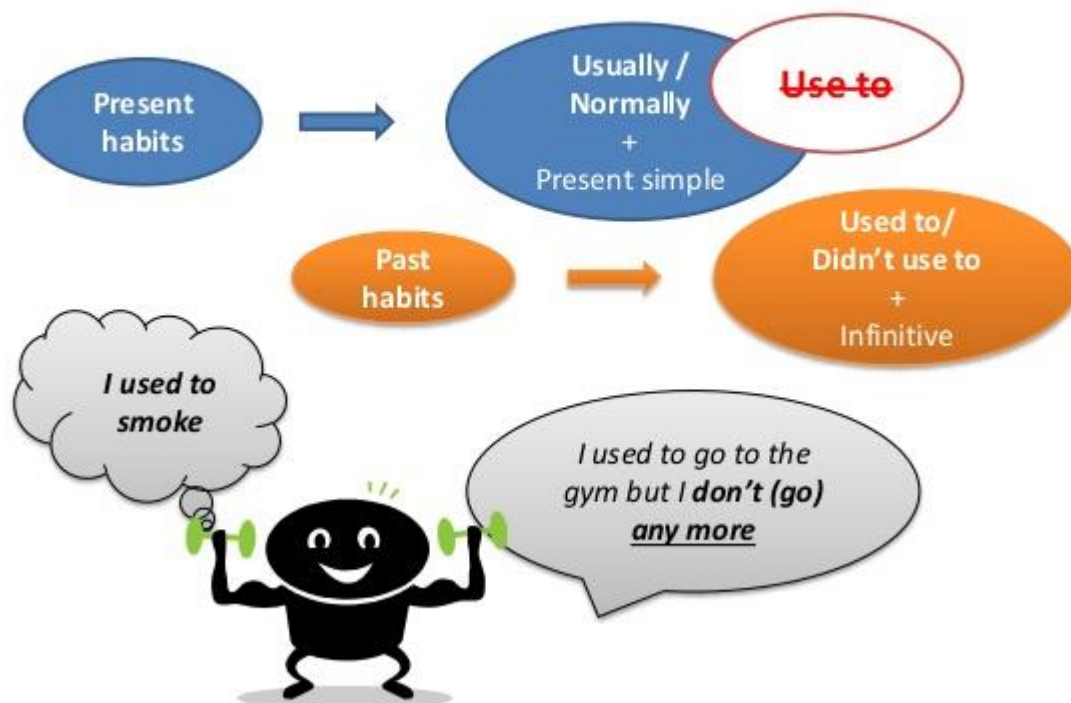 Present
habits
Usually /
Normally
+
Present simple
Use to
Past
habits
Used to/
Didn't use to
+
Infinitive
I used to
smoke
I used to go to the
gym but I don't (go)
any more